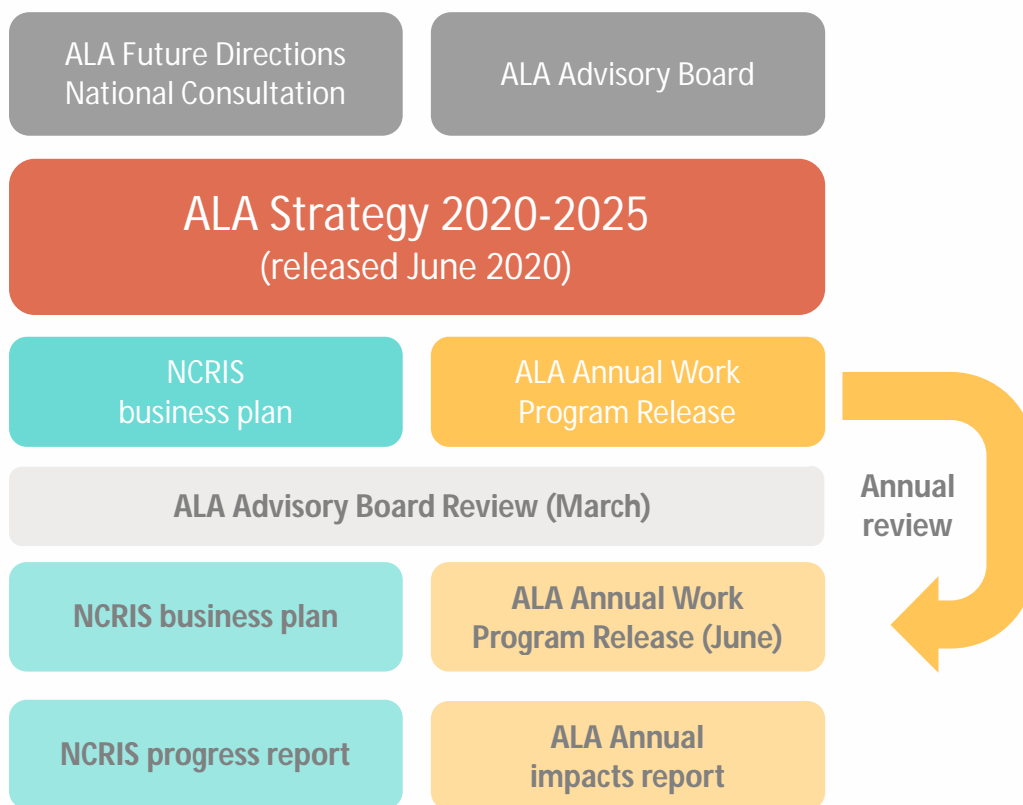 ALA Future Directions
National Consultation
ALA Advisory Board
ALA Strategy 2020-2025
(released June 2020)
NCRIS
business plan
ALA Annual Work
Program Release
ALA Advisory Board Review (March)
Annual
review
NCRIS business plan
ALA Annual Work
Program Release (June)
NCRIS progress report
ALA Annual
impacts report